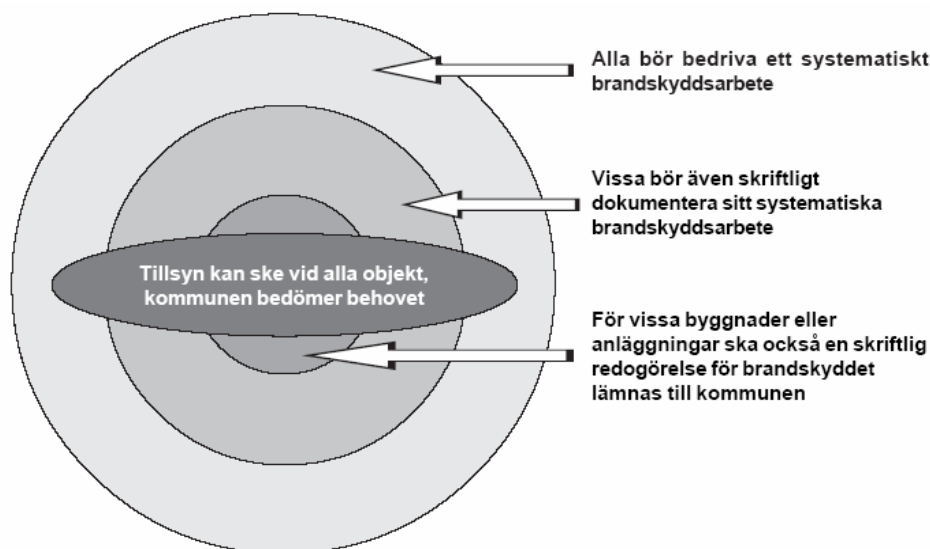 Alla bör bedriva ett systematiskt
brandskyddsarbete
Vissa bör även skriftligt
dokumentera sitt systematiska
brandskyddsarbete
Tillsyn kan ske vid alla objekt,
kommunen bedömer behovet
För vissa byggnader eller
anläggningar ska också en skriftlig
redogörelse för brandskyddet
lämnas till kommunen